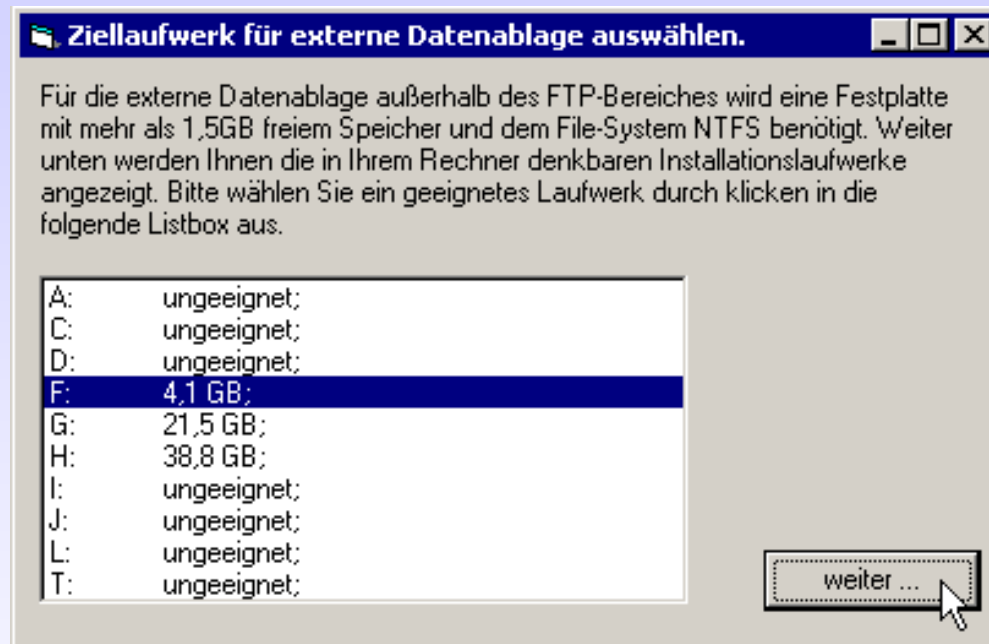 Ziellaufwerk für externe Datenablage auswählen.
Für die externe Datenablage außerhalb des FTP-Bereiches wird eine Festplatte
mit mehr als 1,5GB freiem Speicher und dem File-System NTFS benötigt. Weiter
unten werden Ihnen die in Ihrem Rechner denkbaren Installationslaufwerke
angezeigt. Bitte wählen Sie ein geeignetes Laufwerk durch klicken in die
folgende Listbox aus.
A: ungeeignet;
C: ungeeignet;
D: ungeeignet;
F: 4,1 GB;
G: 21,5 GB;
H: 38,8 GB;
I: ungeeignet;
J: ungeeignet;
L: ungeeignet;
T: ungeeignet;
weiter ...